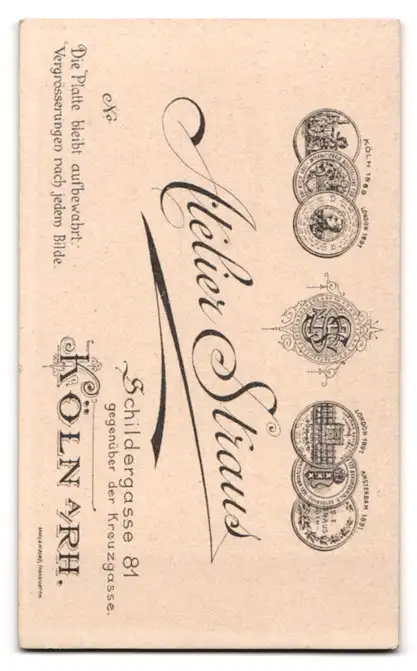 KÖLN 1889
LONDON 1891
LONDON 1891
AMSTERDAM 1891
Atelier Straus
Schildergasse 81
gegenüber der Kreuzgasse.
No
KÖLN A/RH.
Die Platte bleibt aufbewahrt.
Vergrösserungen nach jedem Bilde.